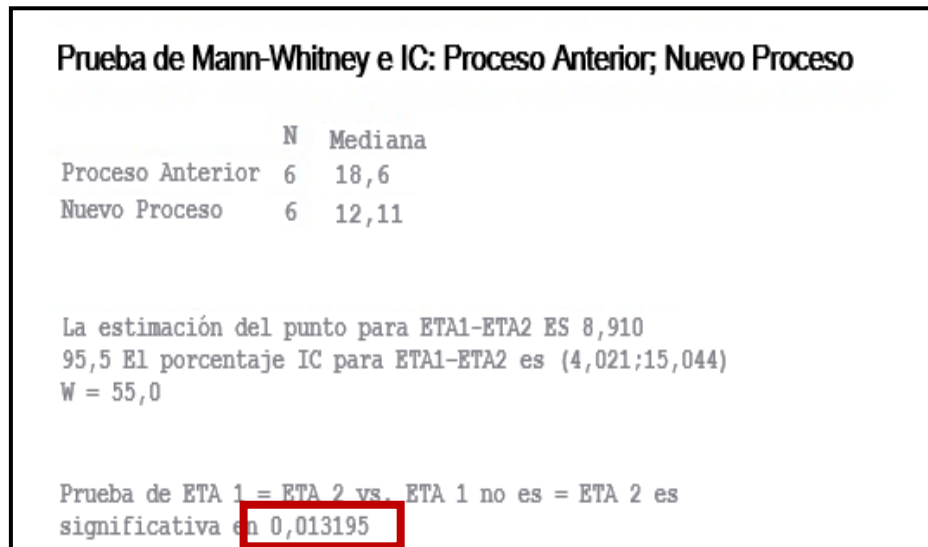 Prueba de Mann-Whitney e IC: Proceso Anterior; Nuevo Proceso
N Mediana
Proceso Anterior 6 18,6
Nuevo Proceso 6 12,11
La estimación del punto para ETA1-ETA2 ES 8,910
95,5 El porcentaje IC para ETA1-ETA2 es (4,021;15,044)
W = 55,0
Prueba de ETA 1 = ETA 2 vs. ETA 1 no es = ETA 2 es
significativa en 0,013195